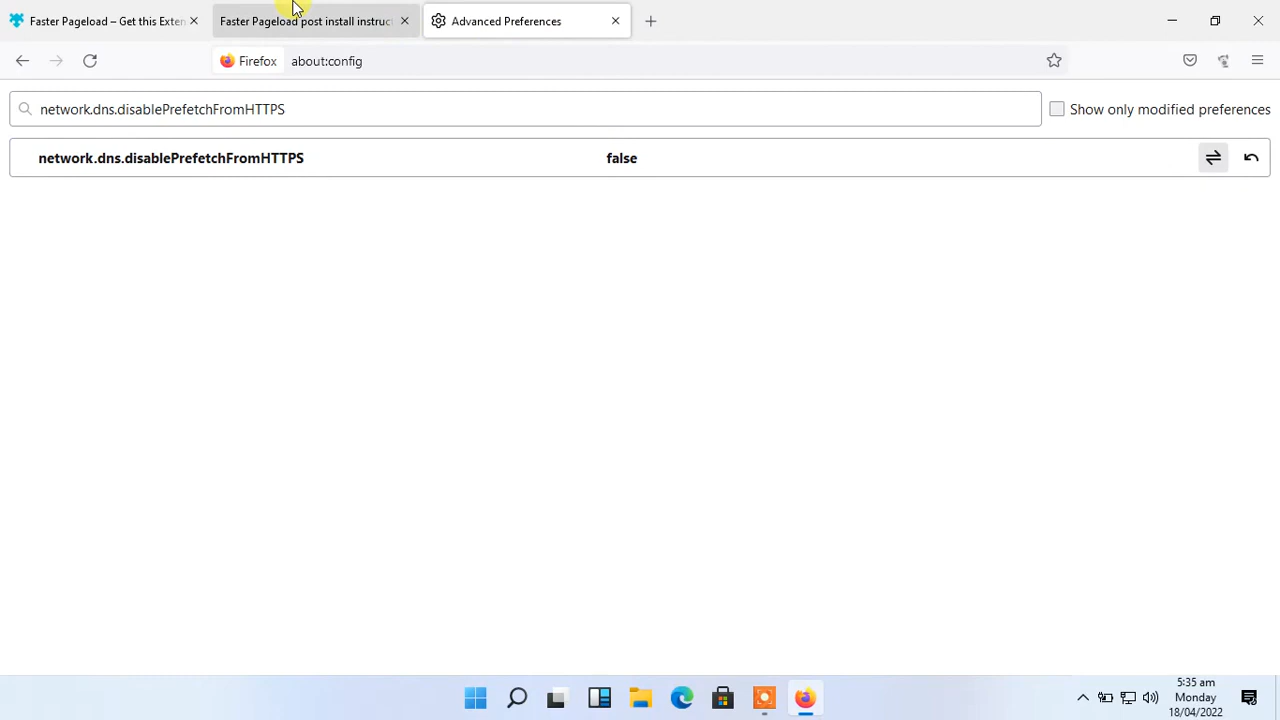 Faster Pageload – Get this Exten
Faster Pageload post install instruc
Advanced Preferences
Firefox
about:config
network.dns.disablePrefetchFromHTTPS
Show only modified preferences
network.dns.disablePrefetchFromHTTPS
false
5:35 am
Monday
18/04/2022